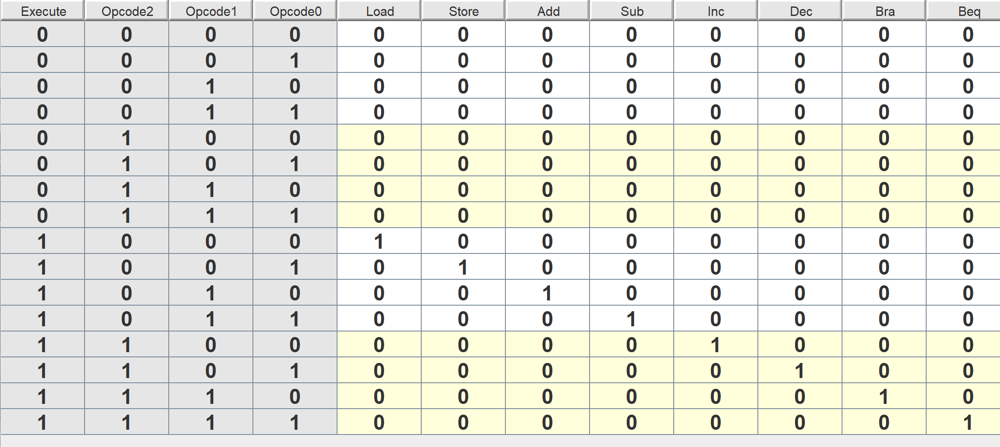 Execute Opcode2 Opcode1 Opcode0 Load Store Add Sub Inc Dec Bra Beq
0 0 0 0 0 0 0 0 0 0 0 0
0 0 0 1 0 0 0 0 0 0 0 0
0 0 1 0 0 0 0 0 0 0 0 0
0 0 1 1 0 0 0 0 0 0 0 0
0 1 0 0 0 0 0 0 0 0 0 0
0 1 0 1 0 0 0 0 0 0 0 0
0 1 1 0 0 0 0 0 0 0 0 0
0 1 1 1 0 0 0 0 0 0 0 0
1 0 0 0 1 0 0 0 0 0 0 0
1 0 0 1 0 1 0 0 0 0 0 0
1 0 1 0 0 0 1 0 0 0 0 0
1 0 1 1 0 0 0 1 0 0 0 0
1 1 0 0 0 0 0 0 1 0 0 0
1 1 0 1 0 0 0 0 0 1 0 0
1 1 1 0 0 0 0 0 0 0 1 0
1 1 1 1 0 0 0 0 0 0 0 1